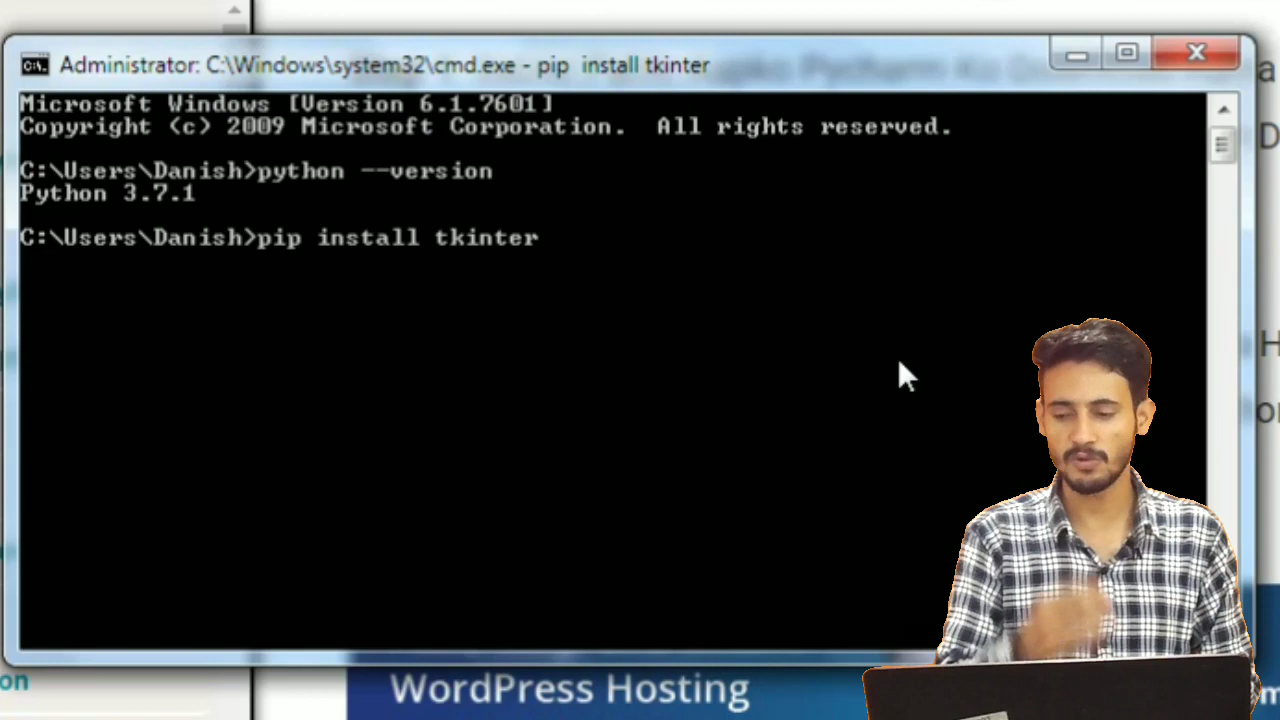 Administrator: C:\Windows\system32\cmd.exe - pip  install tkinter
Microsoft Windows [Version 6.1.7601]
Copyright (c) 2009 Microsoft Corporation.  All rights reserved.
C:\Users\Danish>python --version
Python 3.7.1
C:\Users\Danish>pip install tkinter
on
WordPress Hosting